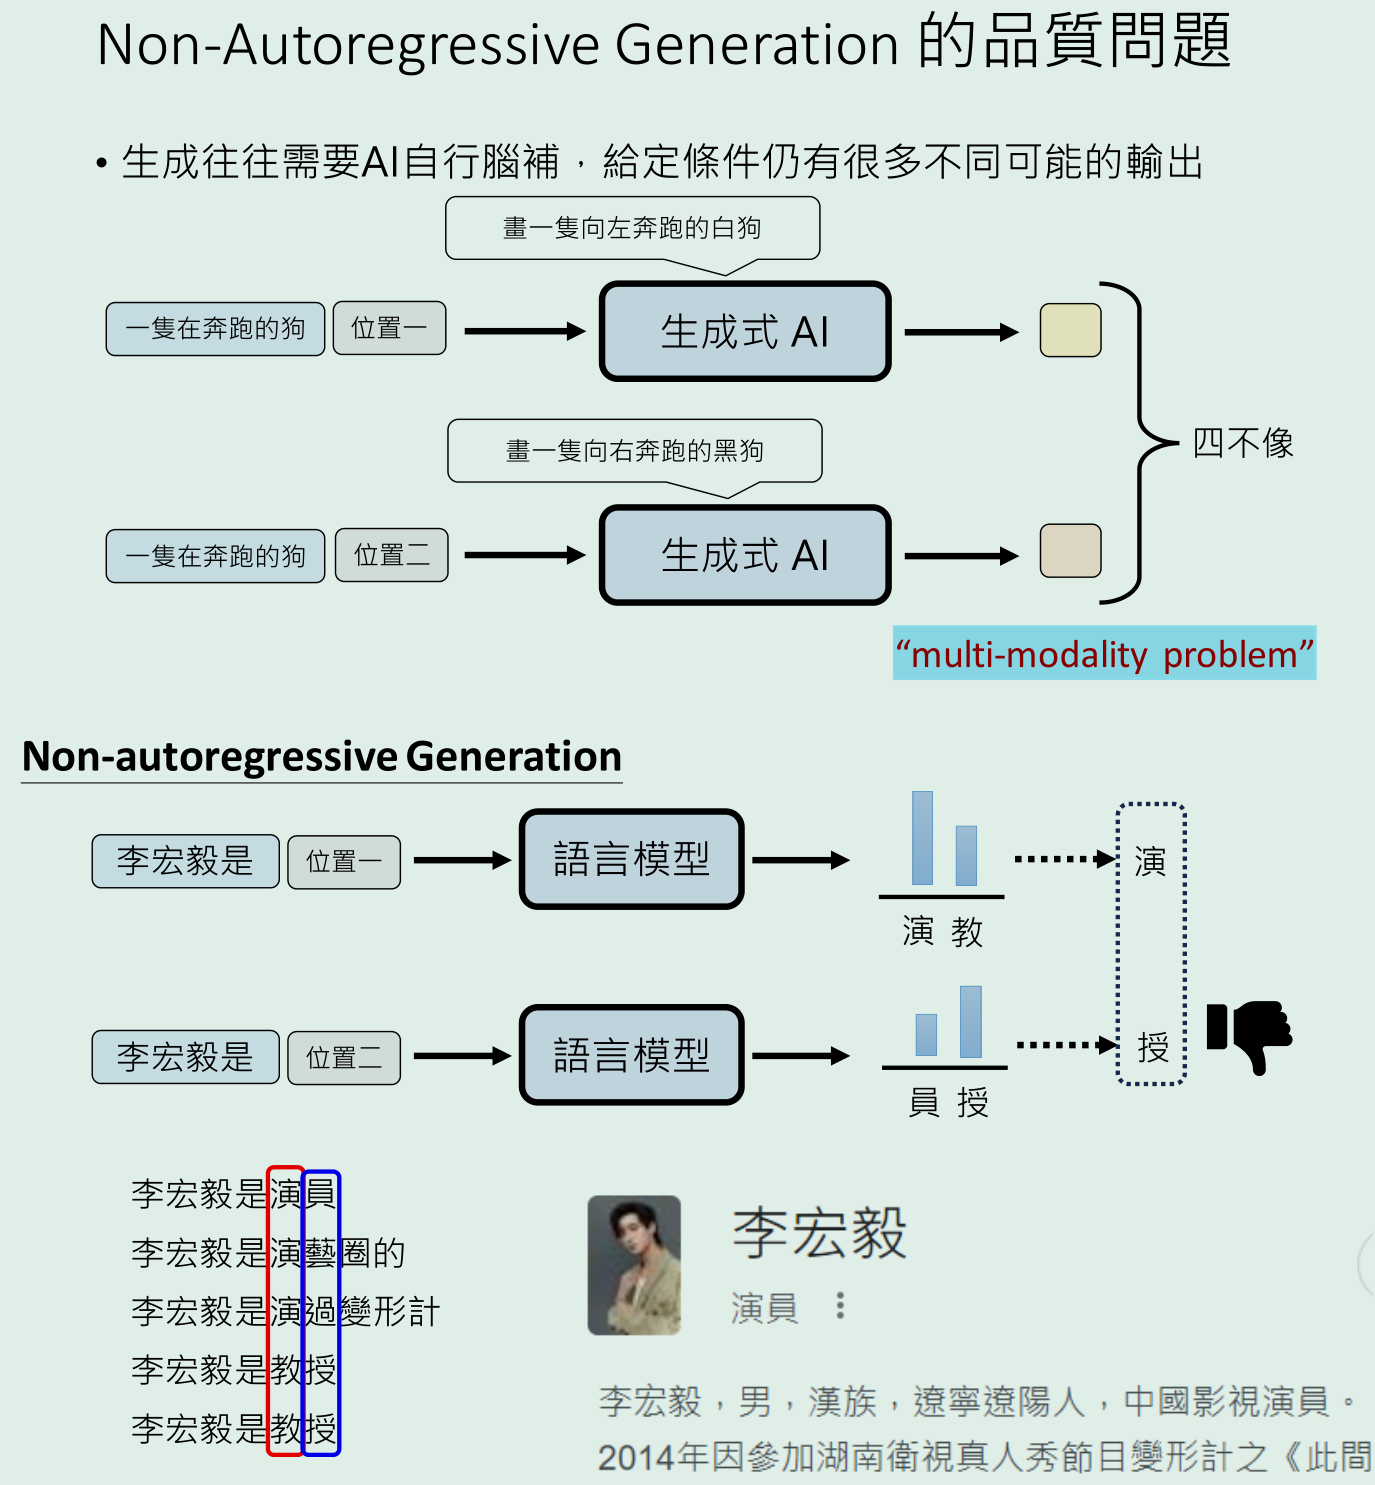 Non-Autoregressive Generation 的品質問題
• 生成往往需要AI自行腦補，給定條件仍有很多不同可能的輸出
畫一隻向左奔跑的白狗
一隻在奔跑的狗 位置一 生成式 AI
畫一隻向右奔跑的黑狗
四不像
一隻在奔跑的狗 位置二 生成式 AI
“multi-modality problem”
Non-autoregressive Generation
李宏毅是 位置一 語言模型 演
演 教
李宏毅是 位置二 語言模型 授
員 授
李宏毅是演員
李宏毅是演藝圈的
李宏毅是演過變形計
李宏毅是教授
李宏毅是教授
李宏毅
演員
李宏毅，男，漢族，遼寧遼陽人，中國影視演員。
2014年因參加湖南衛視真人秀節目變形計之《此間